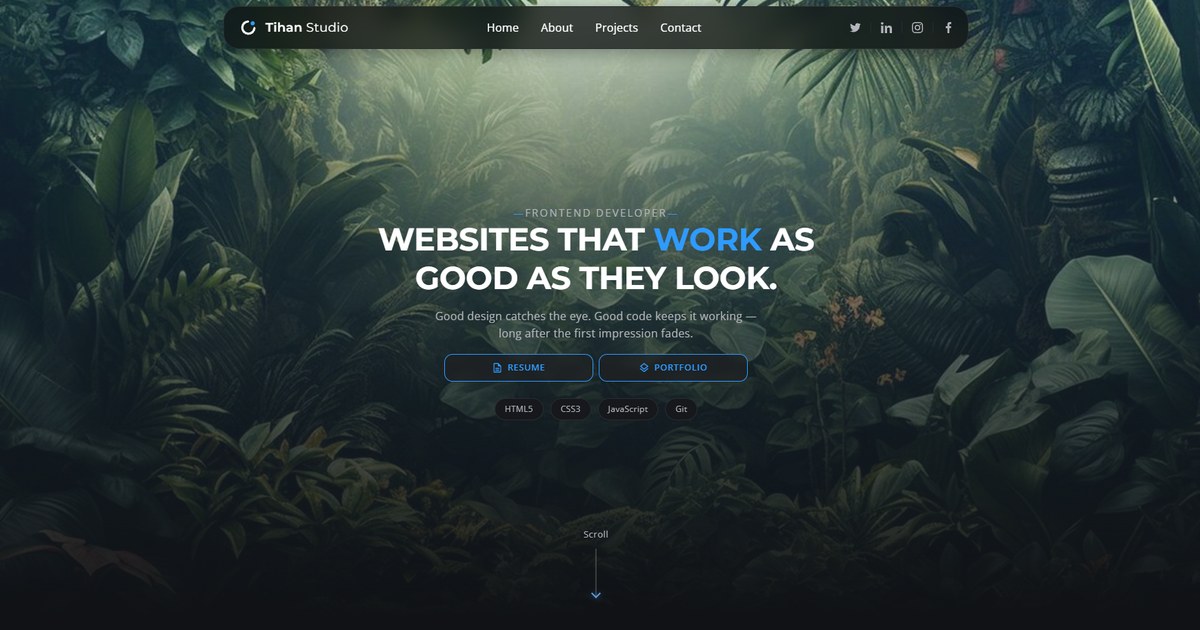 Tihan Studio
Home About Projects Contact
—FRONTEND DEVELOPER—
WEBSITES THAT WORK AS
GOOD AS THEY LOOK.
Good design catches the eye. Good code keeps it working —
long after the first impression fades.
RESUME PORTFOLIO
HTML5 CSS3 JavaScript Git
Scroll